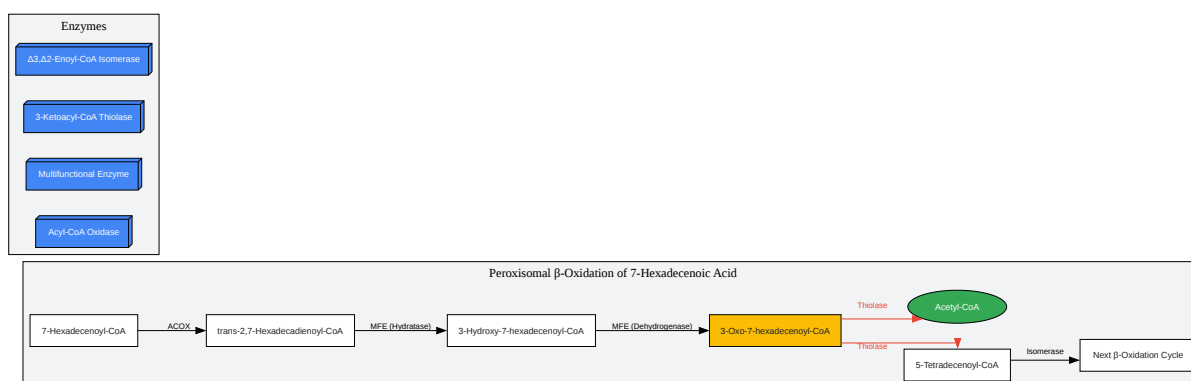 Enzymes
Δ3,Δ2-Enoyl-CoA Isomerase
3-Ketoacyl-CoA Thiolase
Multifunctional Enzyme
Acyl-CoA Oxidase
Peroxisomal β-Oxidation of 7-Hexadecenoic Acid
7-Hexadecenoyl-CoA
ACOX
trans-2,7-Hexadecadienoyl-CoA
MFE (Hydratase)
3-Hydroxy-7-hexadecenoyl-CoA
MFE (Dehydrogenase)
3-Oxo-7-hexadecenoyl-CoA
Thiolase
Acetyl-CoA
Thiolase
5-Tetradecenoyl-CoA
Isomerase
Next β-Oxidation Cycle